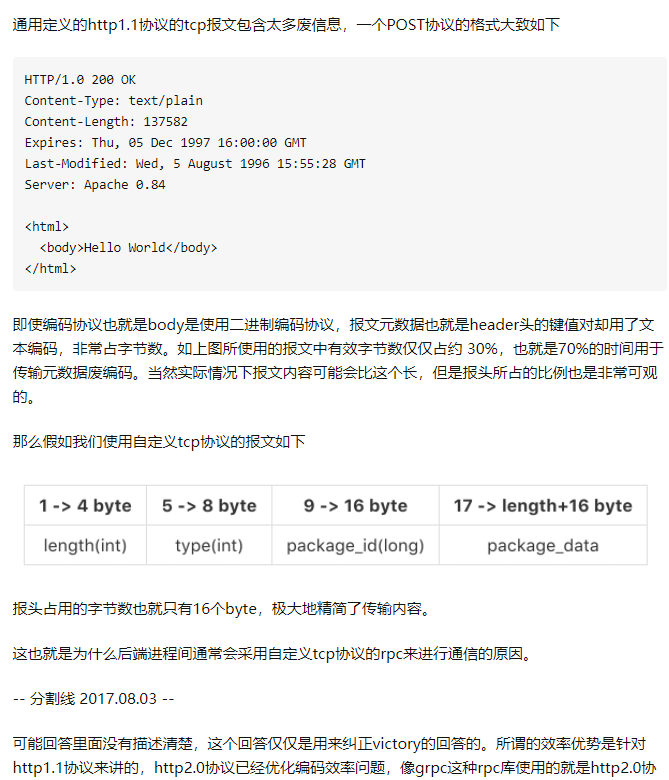 通用定义的http1.1协议的tcp报文包含太多废信息，一个POST协议的格式大致如下
HTTP/1.0 200 OK
Content-Type: text/plain
Content-Length: 137582
Expires: Thu, 05 Dec 1997 16:00:00 GMT
Last-Modified: Wed, 5 August 1996 15:55:28 GMT
Server: Apache 0.84
<html>
  <body>Hello World</body>
</html>
即使编码协议也就是body是使用二进制编码协议，报文元数据也就是header头的键值对却用了文
本编码，非常占字节数。如上图所使用的报文中有效字节数仅仅占约 30%，也就是70%的时间用于
传输元数据废编码。当然实际情况下报文内容可能会比这个长，但是报头所占的比例也是非常可观
的。
那么假如我们使用自定义tcp协议的报文如下
1 -> 4 byte 5 -> 8 byte 9 -> 16 byte 17 -> length+16 byte
length(int) type(int) package_id(long) package_data
报头占用的字节数也就只有16个byte，极大地精简了传输内容。
这也就是为什么后端进程间通常会采用自定义tcp协议的rpc来进行通信的原因。
-- 分割线 2017.08.03 --
可能回答里面没有描述清楚，这个回答仅仅是用来纠正victory的回答的。所谓的效率优势是针对
http1.1协议来讲的，http2.0协议已经优化编码效率问题，像grpc这种rpc库使用的就是http2.0协